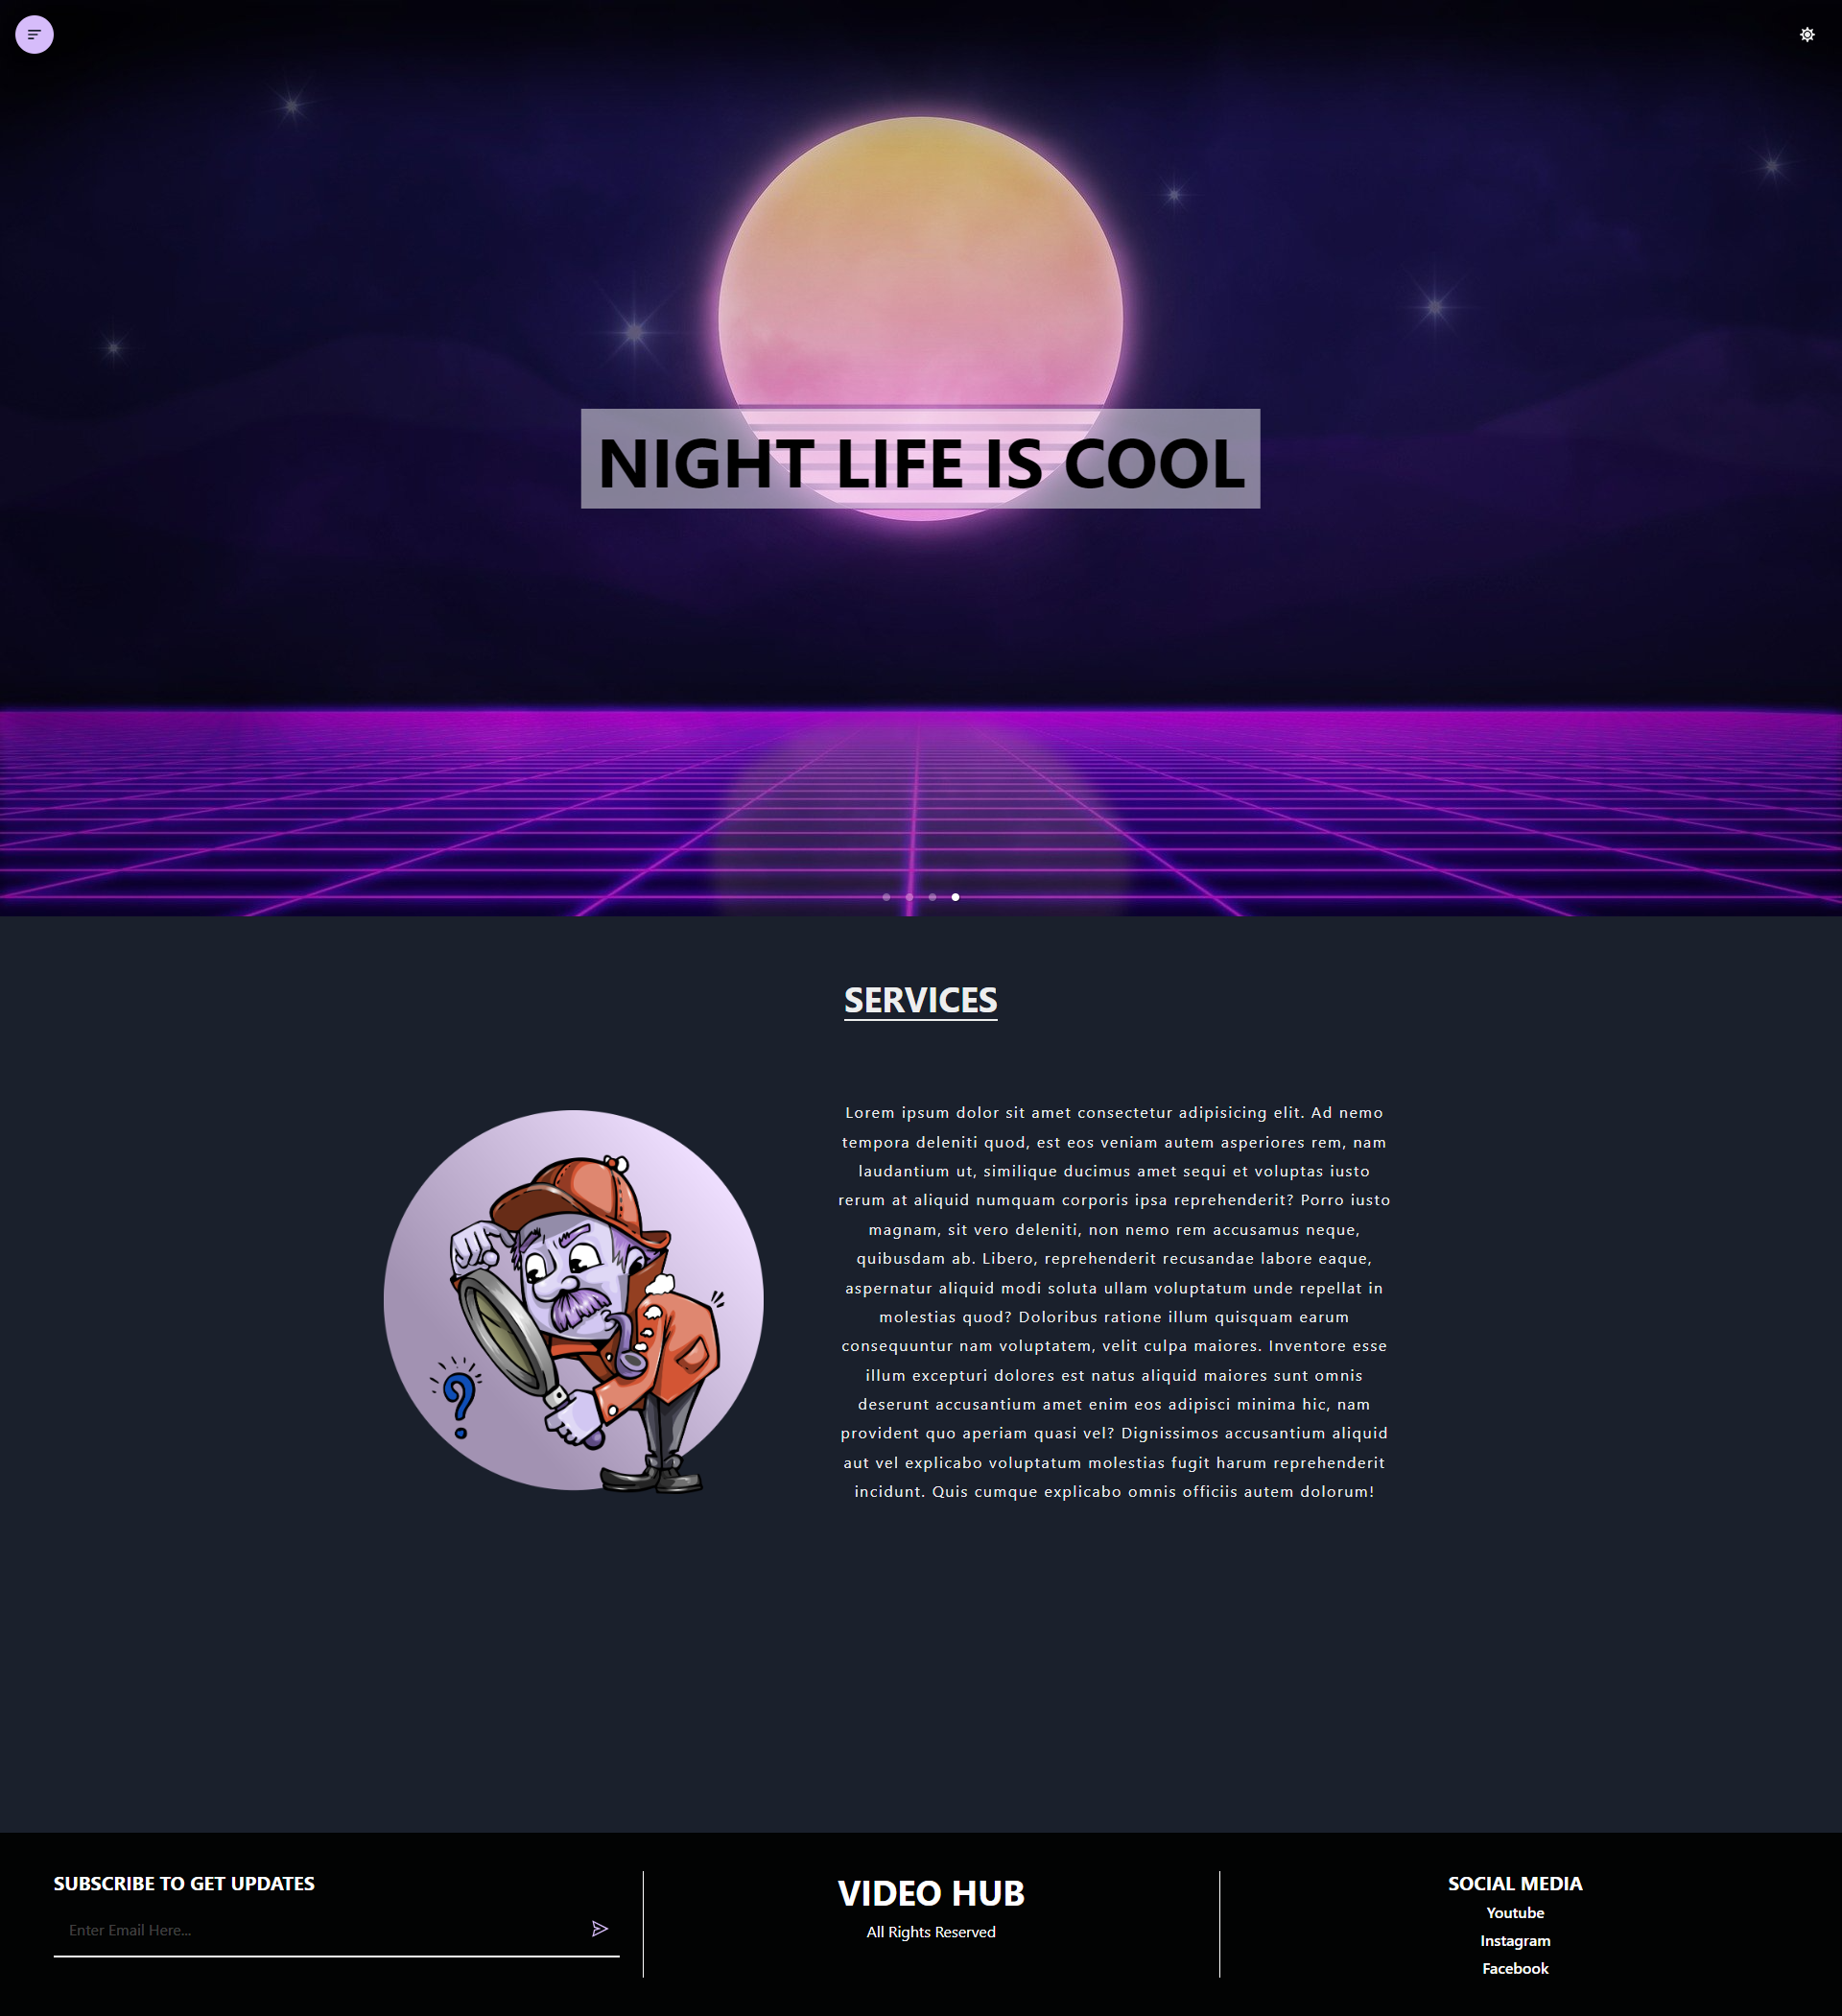 NIGHT LIFE IS COOL
SERVICES
Lorem ipsum dolor sit amet consectetur adipisicing elit. Ad nemo
tempora deleniti quod, est eos veniam autem asperiores rem, nam
laudantium ut, similique ducimus amet sequi et voluptas iusto
rerum at aliquid numquam corporis ipsa reprehenderit? Porro iusto
magnam, sit vero deleniti, non nemo rem accusamus neque,
quibusdam ab. Libero, reprehenderit recusandae labore eaque,
aspernatur aliquid modi soluta ullam voluptatum unde repellat in
molestias quod? Doloribus ratione illum quisquam earum
consequuntur nam voluptatem, velit culpa maiores. Inventore esse
illum excepturi dolores est natus aliquid maiores sunt omnis
deserunt accusantium amet enim eos adipisci minima hic, nam
provident quo aperiam quasi vel? Dignissimos accusantium aliquid
aut vel explicabo voluptatum molestias fugit harum reprehenderit
incidunt. Quis cumque explicabo omnis officiis autem dolorum!
?
SUBSCRIBE TO GET UPDATES
Enter Email Here...
VIDEO HUB
All Rights Reserved
SOCIAL MEDIA
Youtube
Instagram
Facebook